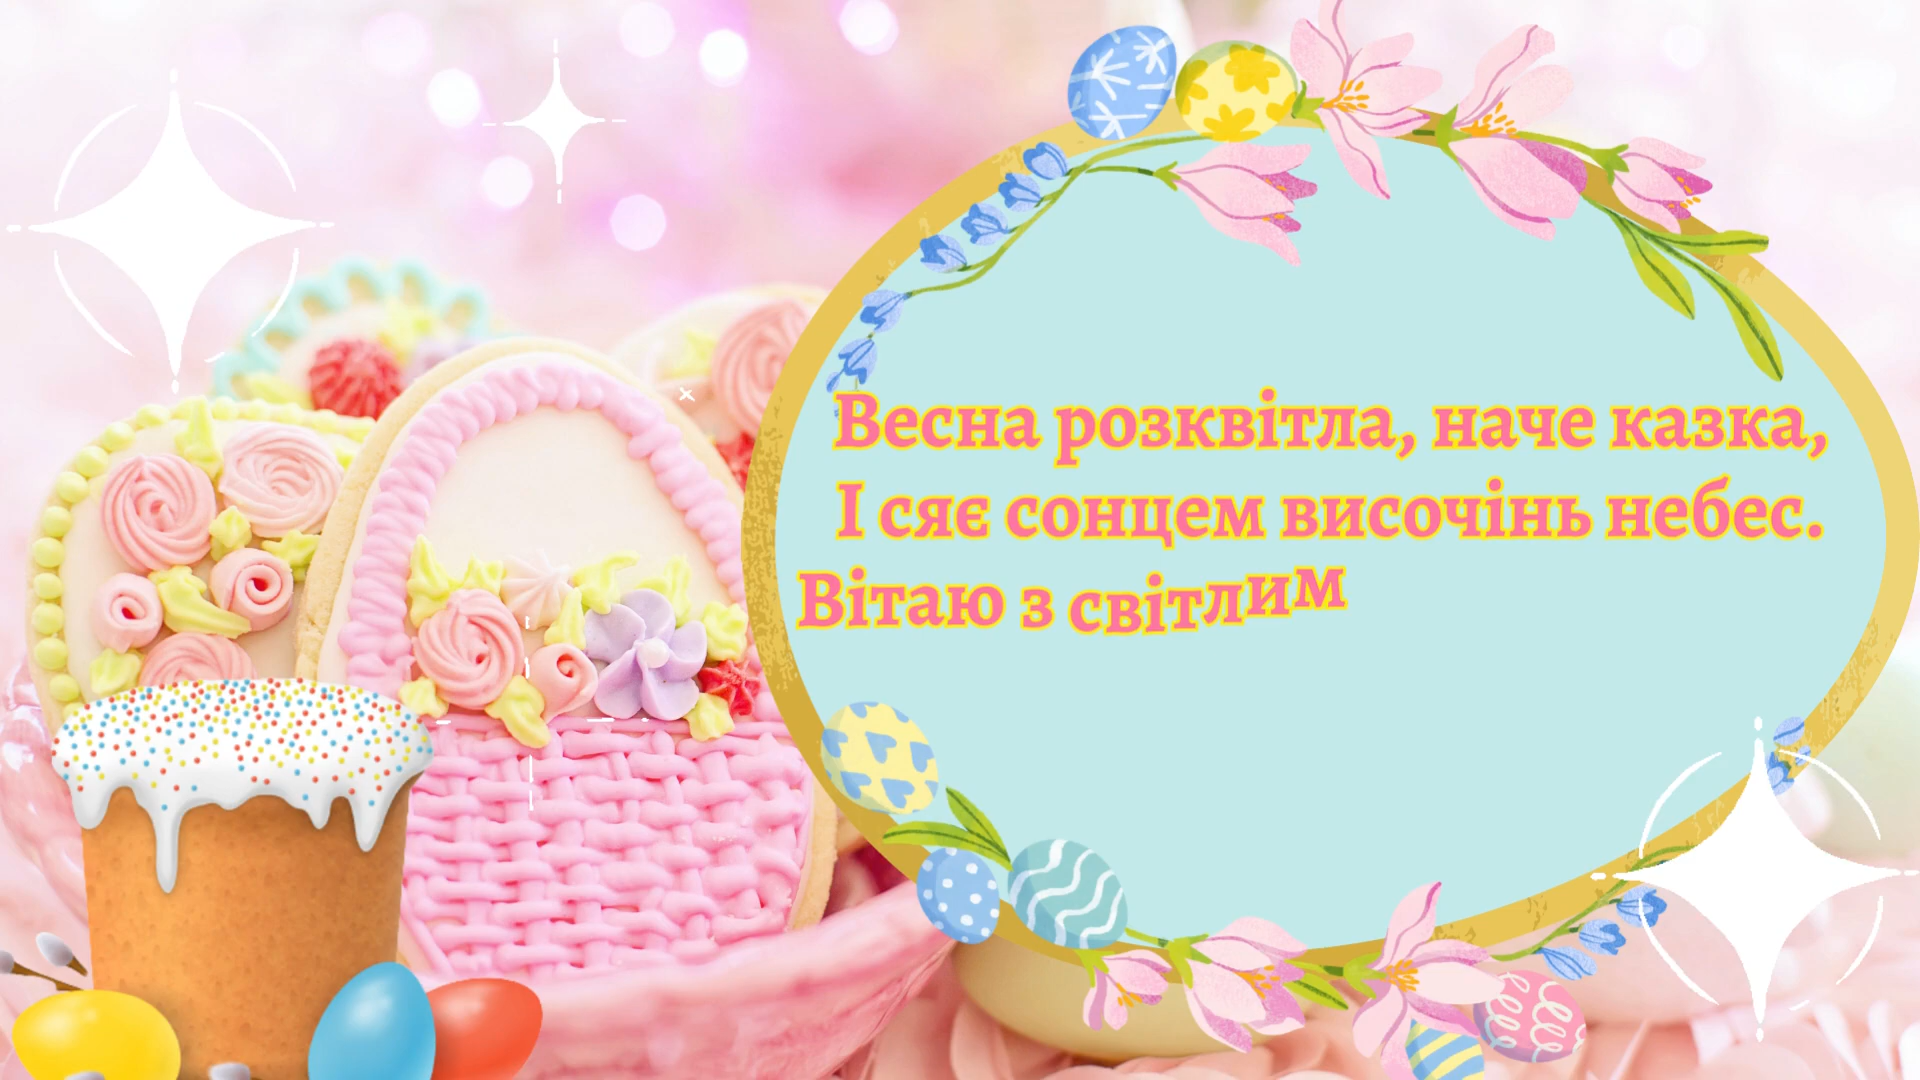 Весна розквітла, наче казка,
І сяє сонцем височінь небес.
Вітаю з світлим